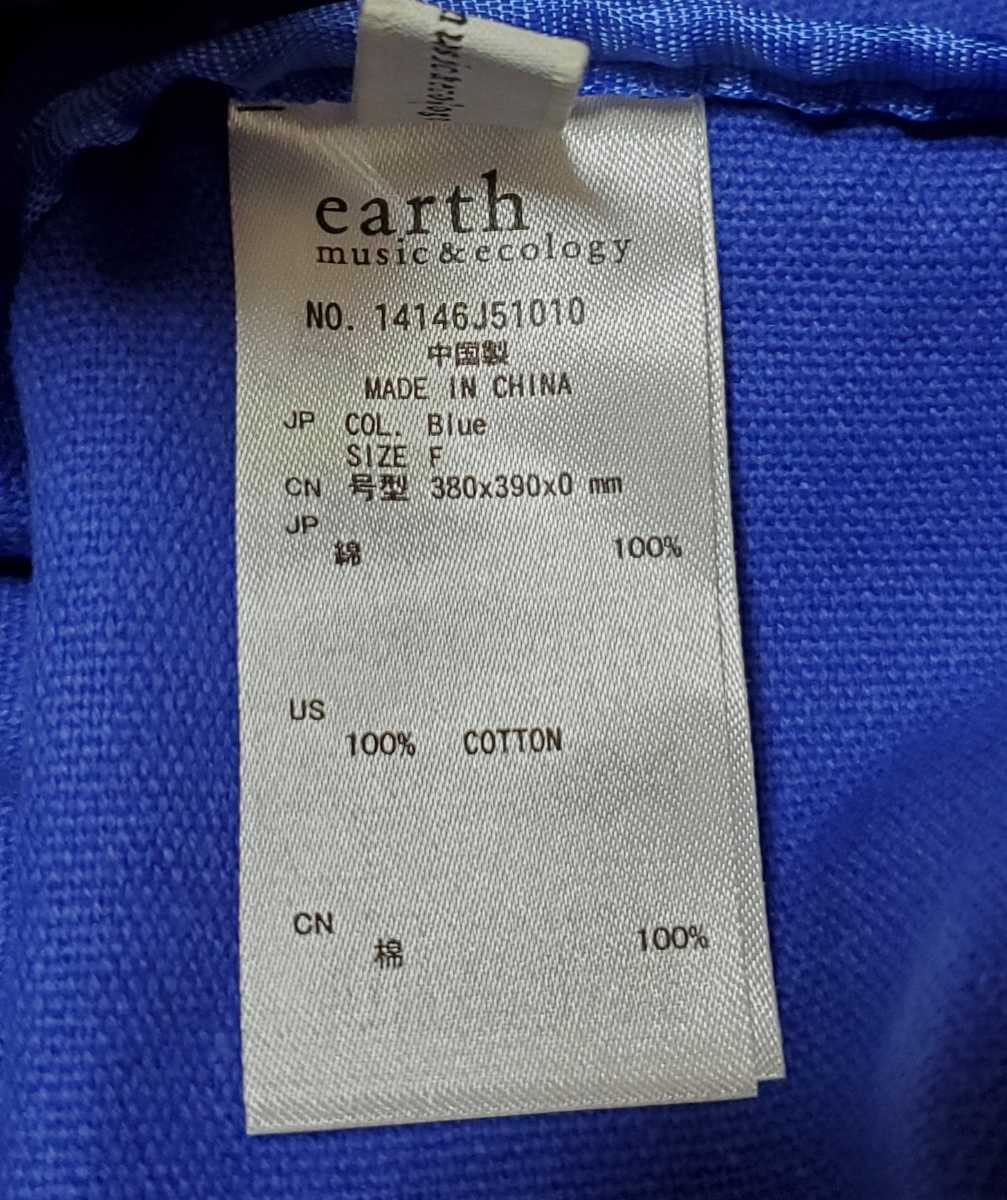 earth
music & ecology
NO. 14146J51010
中国製
MADE IN CHINA
JP COL. Blue
SIZE F
CN 号型 380x390x0 mm
JP
綿 100%
US
100% COTTON
CN
棉 100%